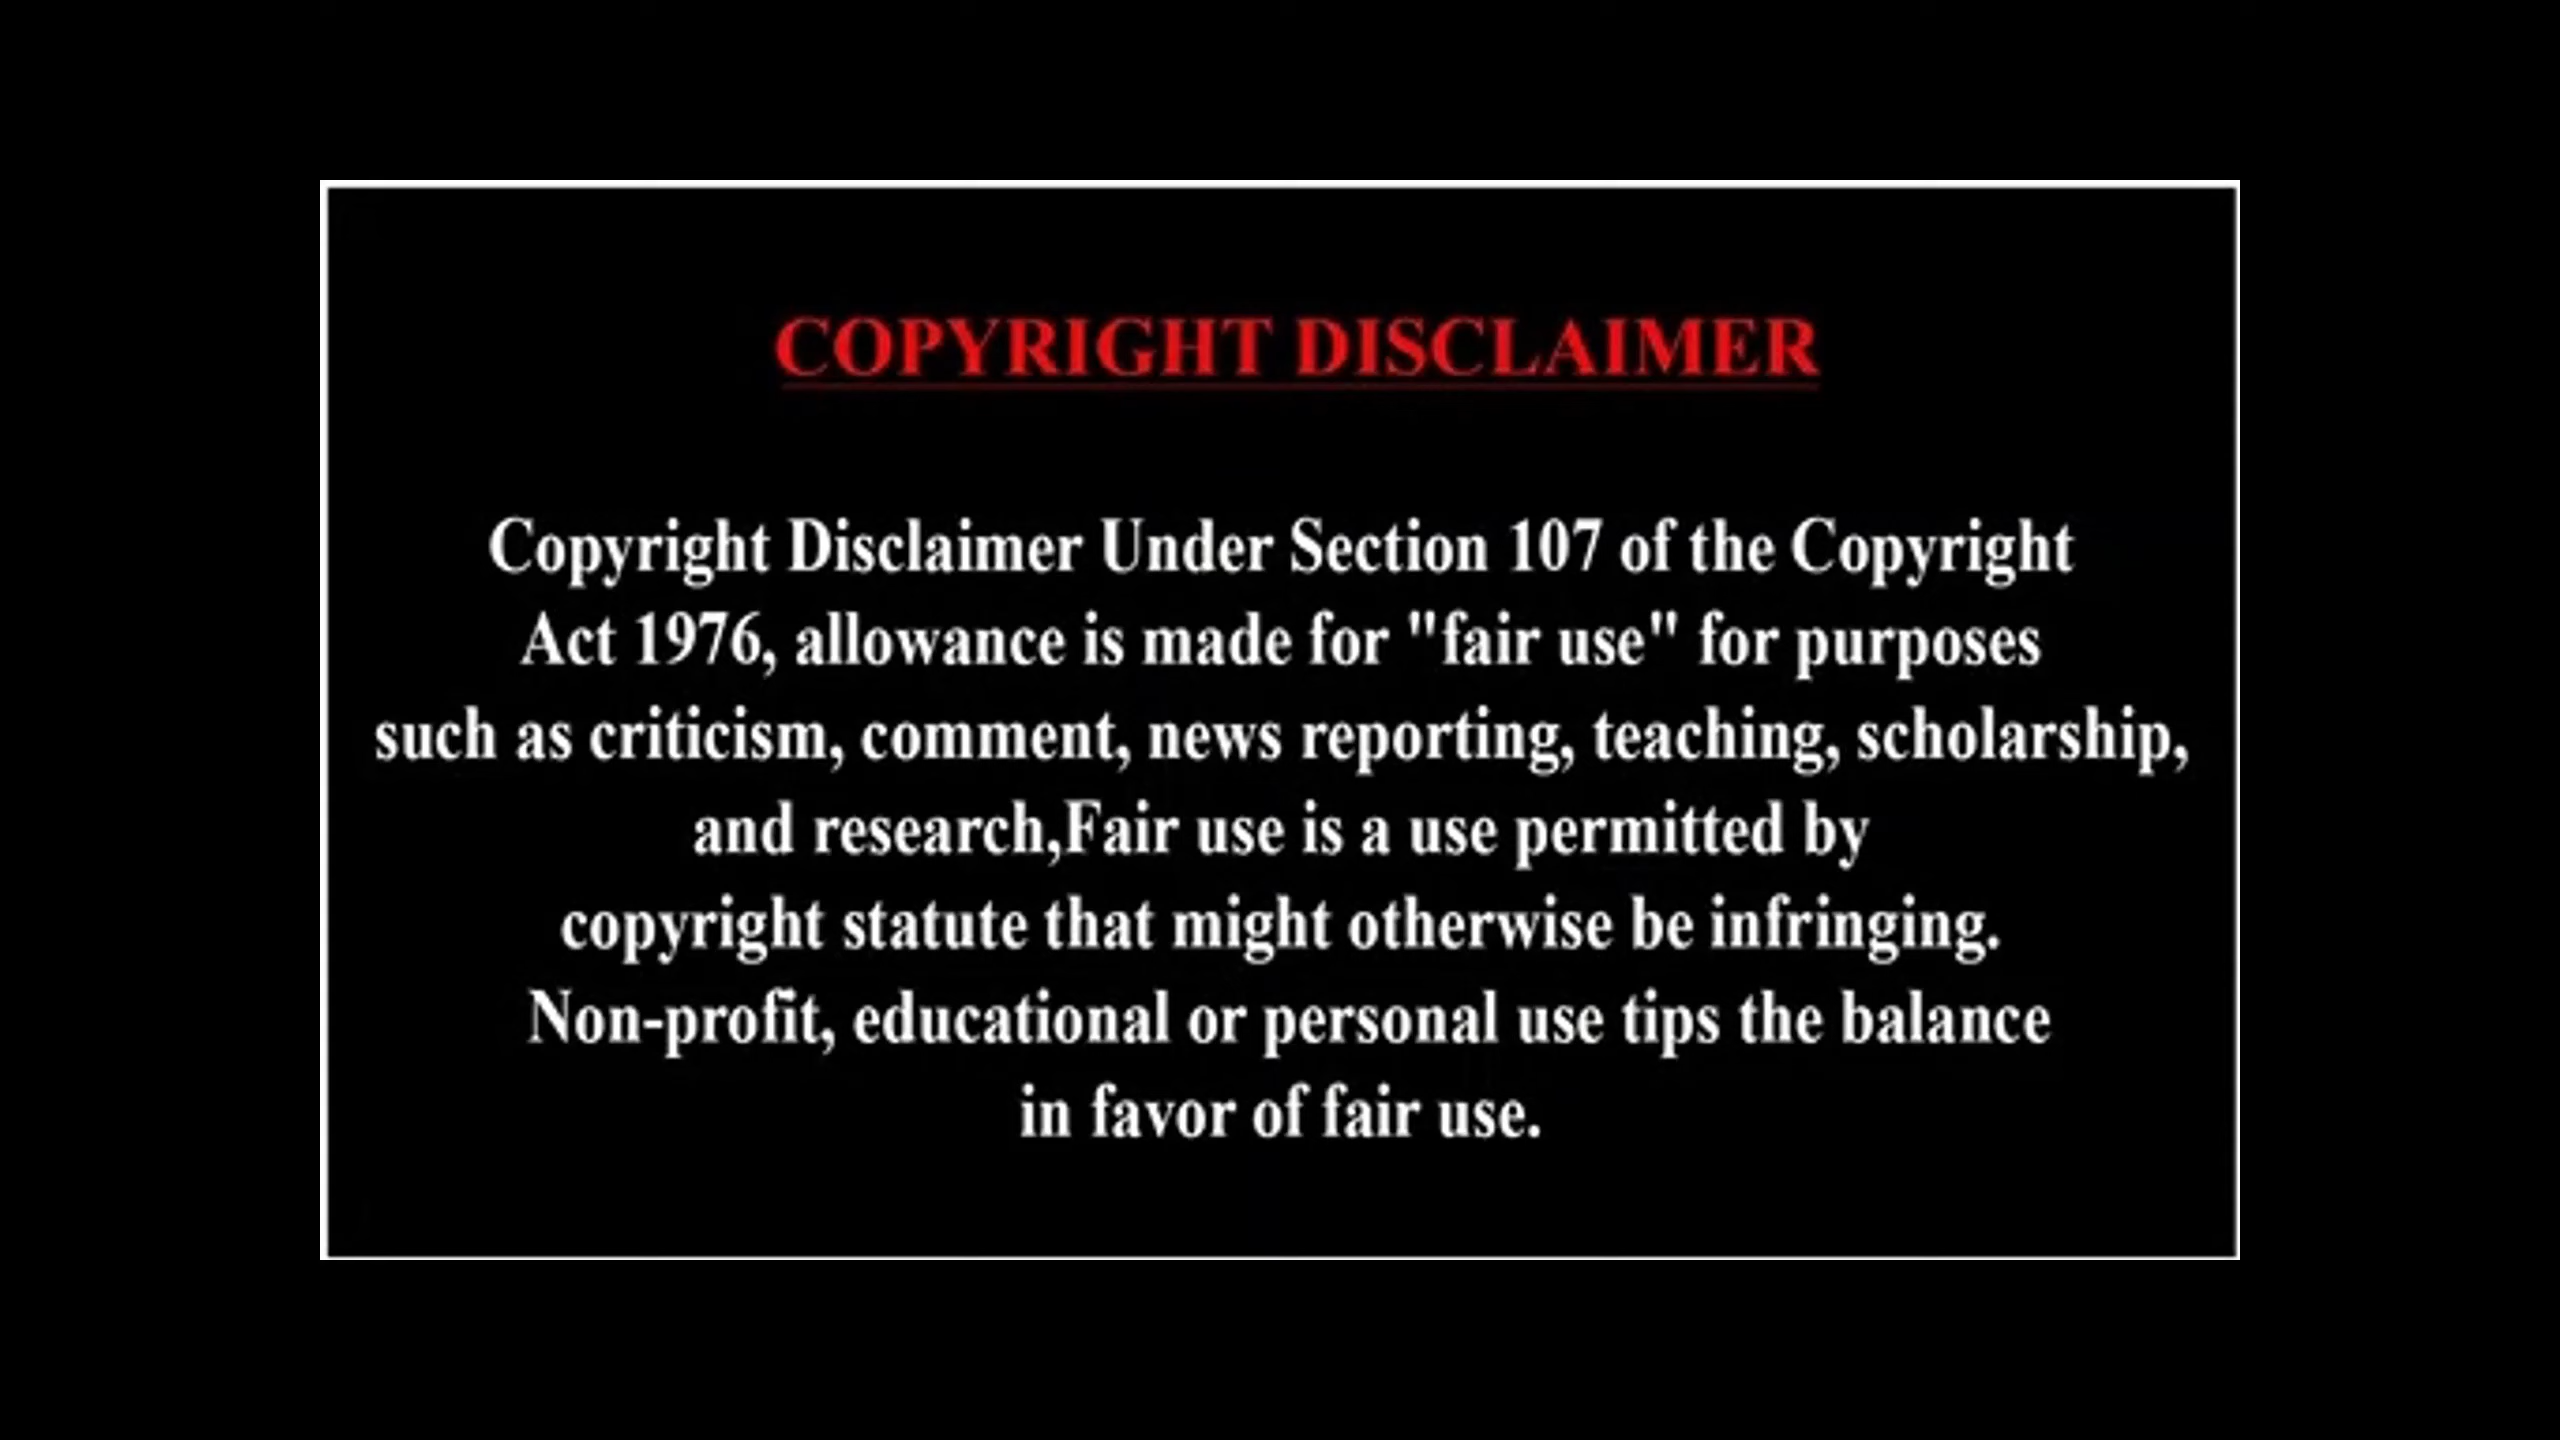 COPYRIGHT DISCLAIMER
Copyright Disclaimer Under Section 107 of the Copyright
Act 1976, allowance is made for "fair use" for purposes
such as criticism, comment, news reporting, teaching, scholarship,
and research,Fair use is a use permitted by
copyright statute that might otherwise be infringing.
Non-profit, educational or personal use tips the balance
in favor of fair use.